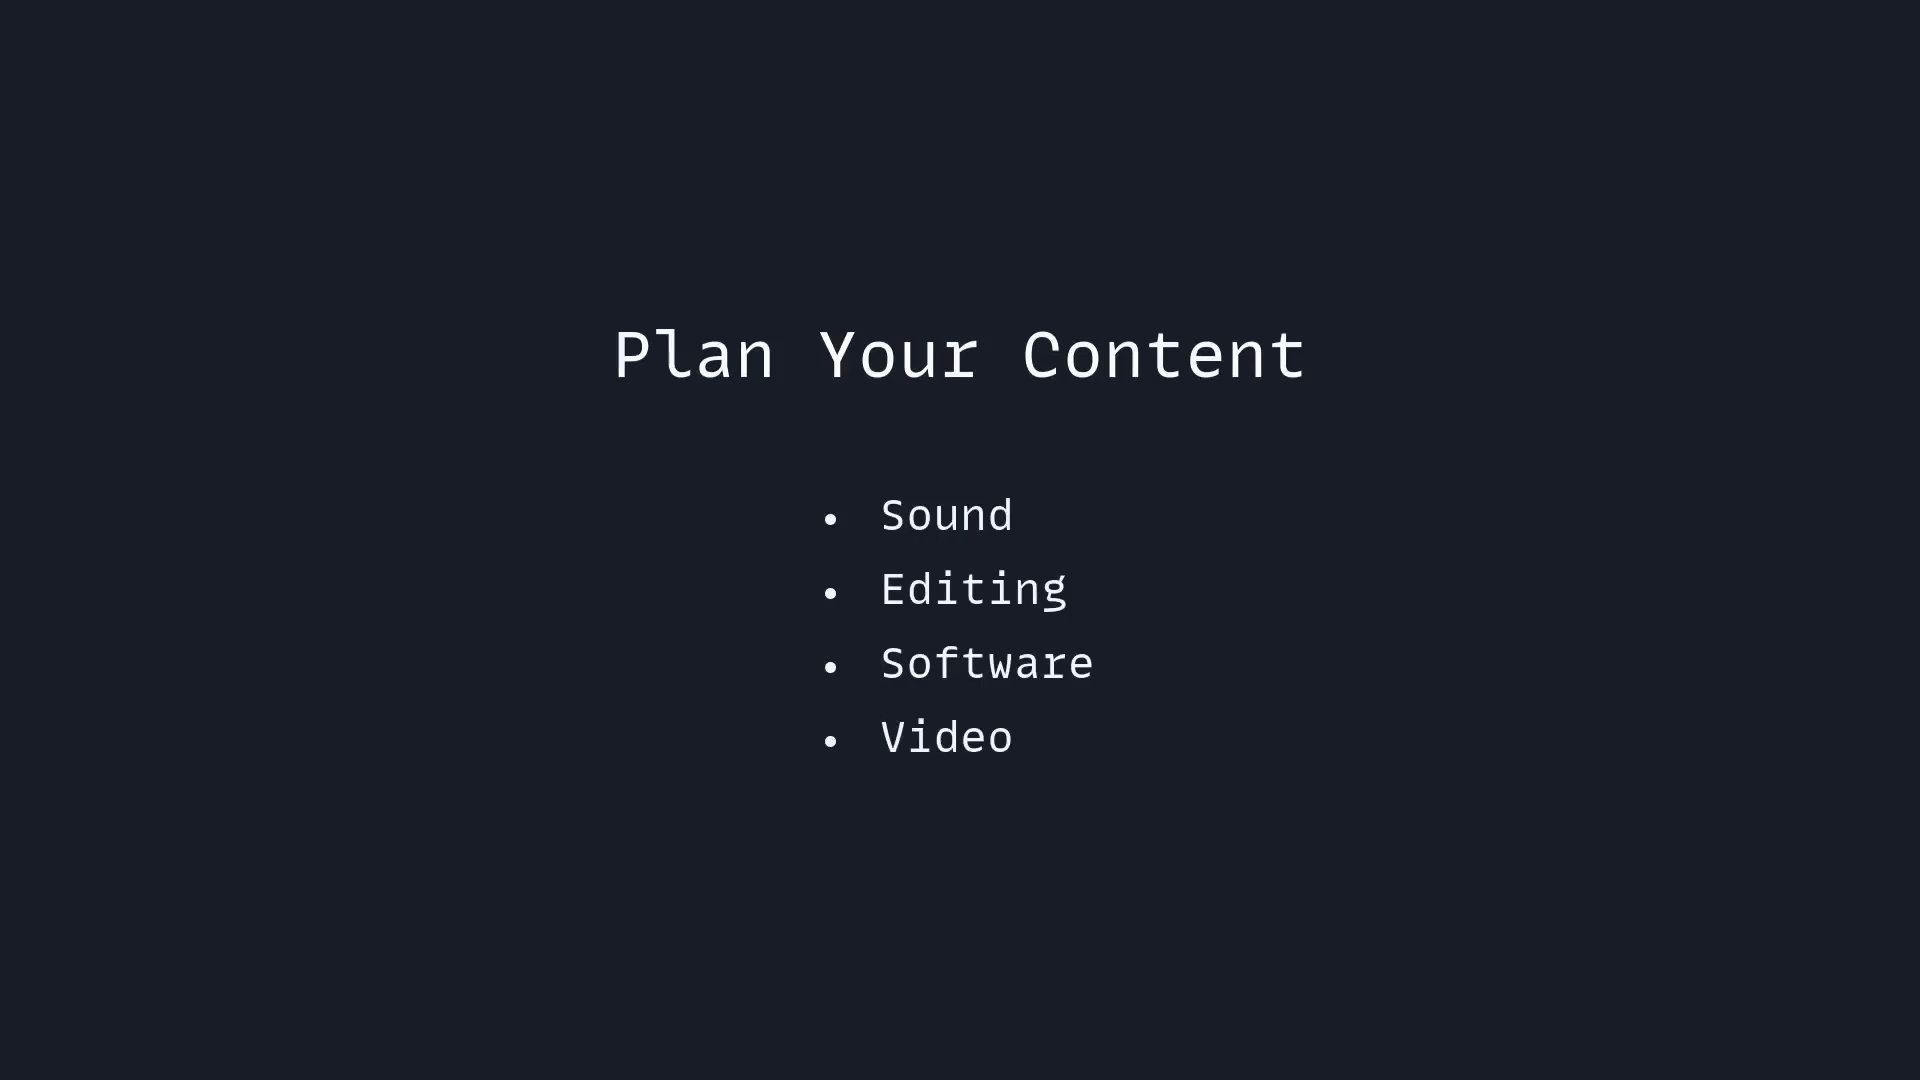 Plan Your Content
• Sound
• Editing
• Software
• Video